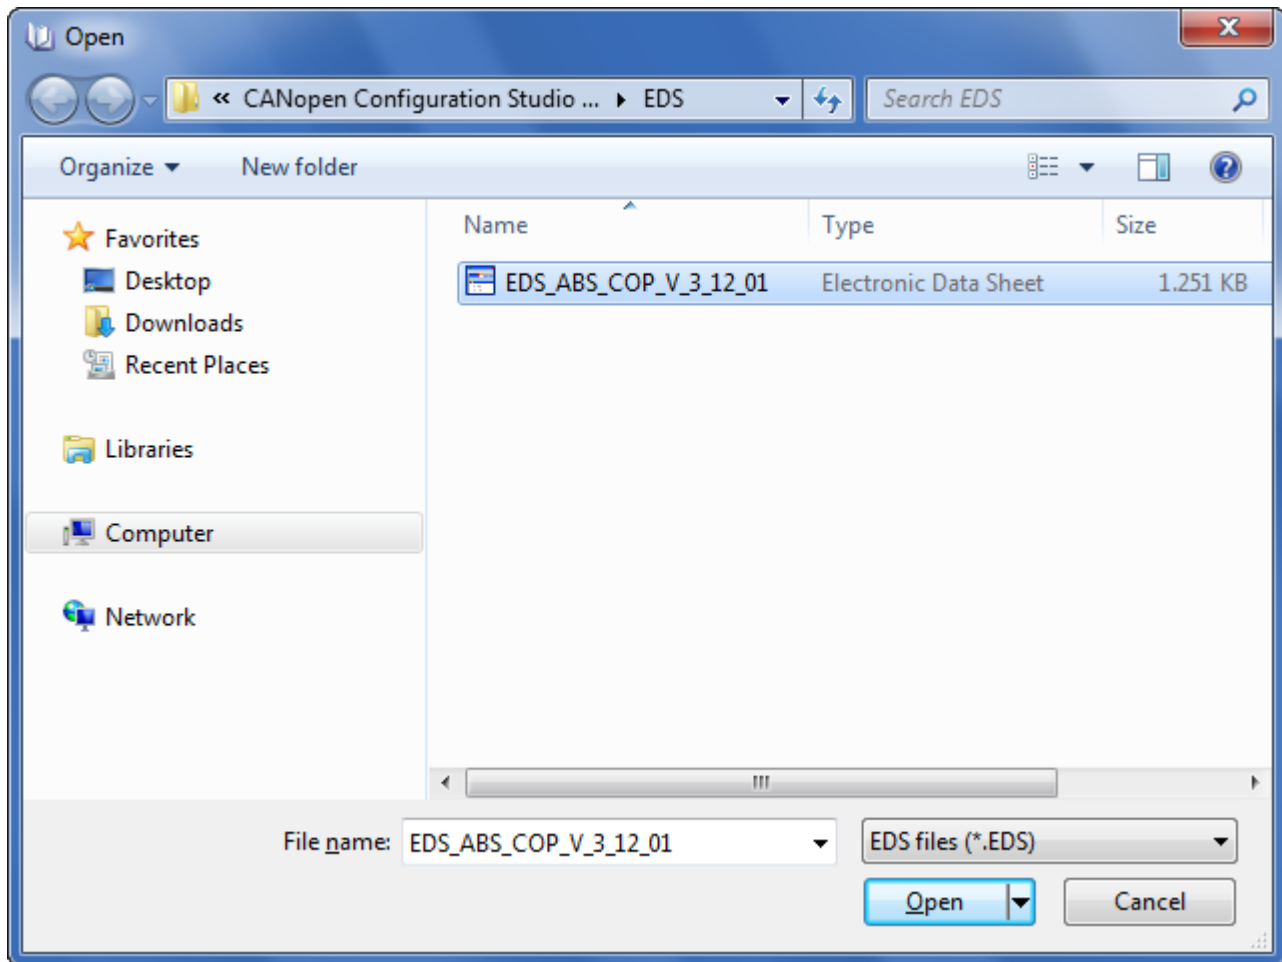 Open
« CANopen Configuration Studio ... ▸ EDS
Search EDS
Organize
New folder
Name
Type
Size
Favorites
Desktop
Downloads
Recent Places
Libraries
Computer
Network
EDS_ABS_COP_V_3_12_01 Electronic Data Sheet 1.251 KB
File name: EDS_ABS_COP_V_3_12_01
EDS files (*.EDS)
Open
Cancel